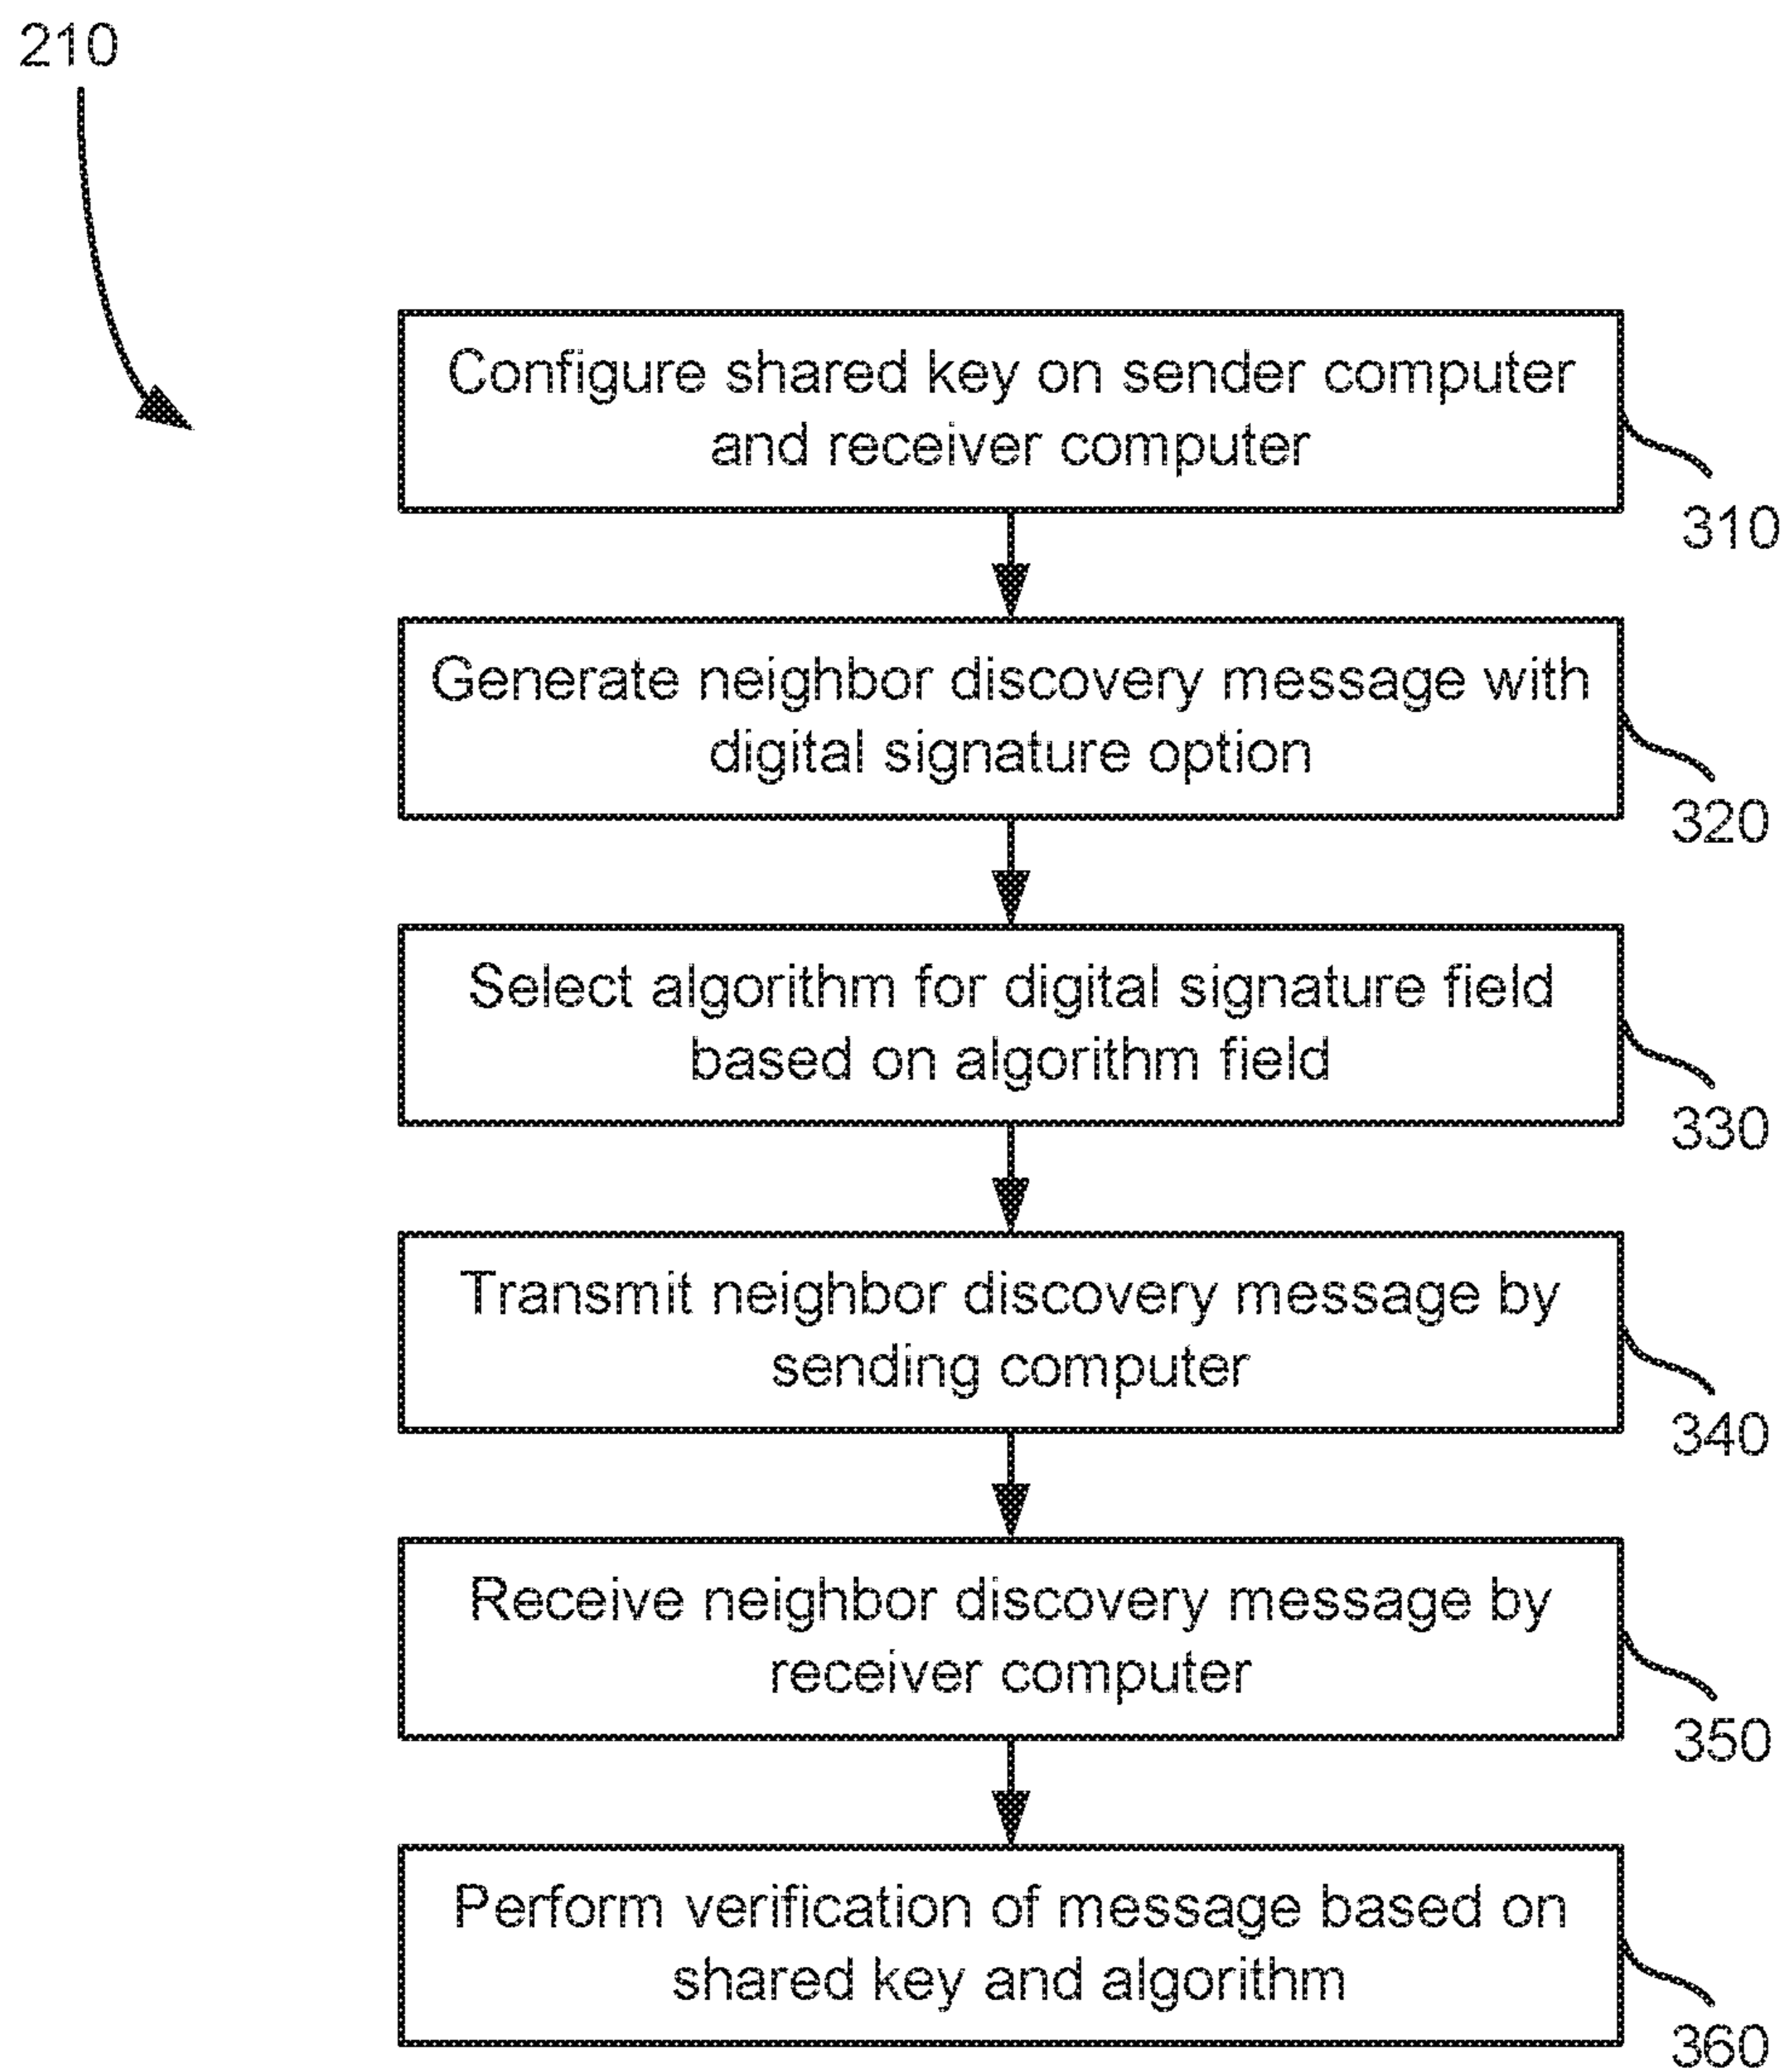 210
Configure shared key on sender computer
and receiver computer
310
Generate neighbor discovery message with
digital signature option
320
Select algorithm for digital signature field
based on algorithm field
330
Transmit neighbor discovery message by
sending computer
340
Receive neighbor discovery message by
receiver computer
350
Perform verification of message based on
shared key and algorithm
360